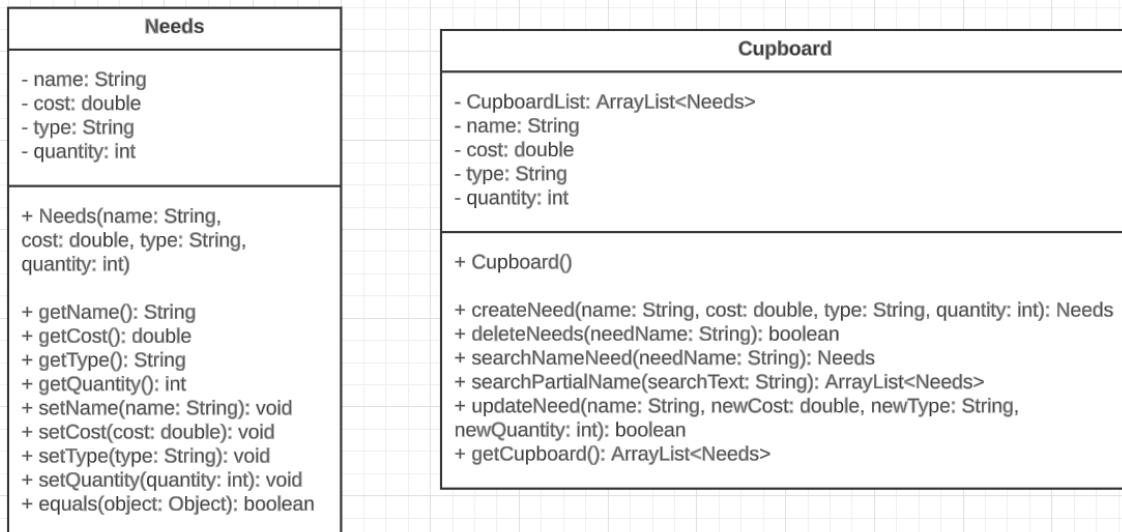 Needs
- name: String
- cost: double
- type: String
- quantity: int
+ Needs(name: String,
cost: double, type: String,
quantity: int)
+ getName(): String
+ getCost(): double
+ getType(): String
+ getQuantity(): int
+ setName(name: String): void
+ setCost(cost: double): void
+ setType(type: String): void
+ setQuantity(quantity: int): void
+ equals(object: Object): boolean
Cupboard
- CupboardList: ArrayList<Needs>
- name: String
- cost: double
- type: String
- quantity: int
+ Cupboard()
+ createNeed(name: String, cost: double, type: String, quantity: int): Needs
+ deleteNeeds(needName: String): boolean
+ searchNameNeed(needName: String): Needs
+ searchPartialName(searchText: String): ArrayList<Needs>
+ updateNeed(name: String, newCost: double, newType: String,
newQuantity: int): boolean
+ getCupboard(): ArrayList<Needs>